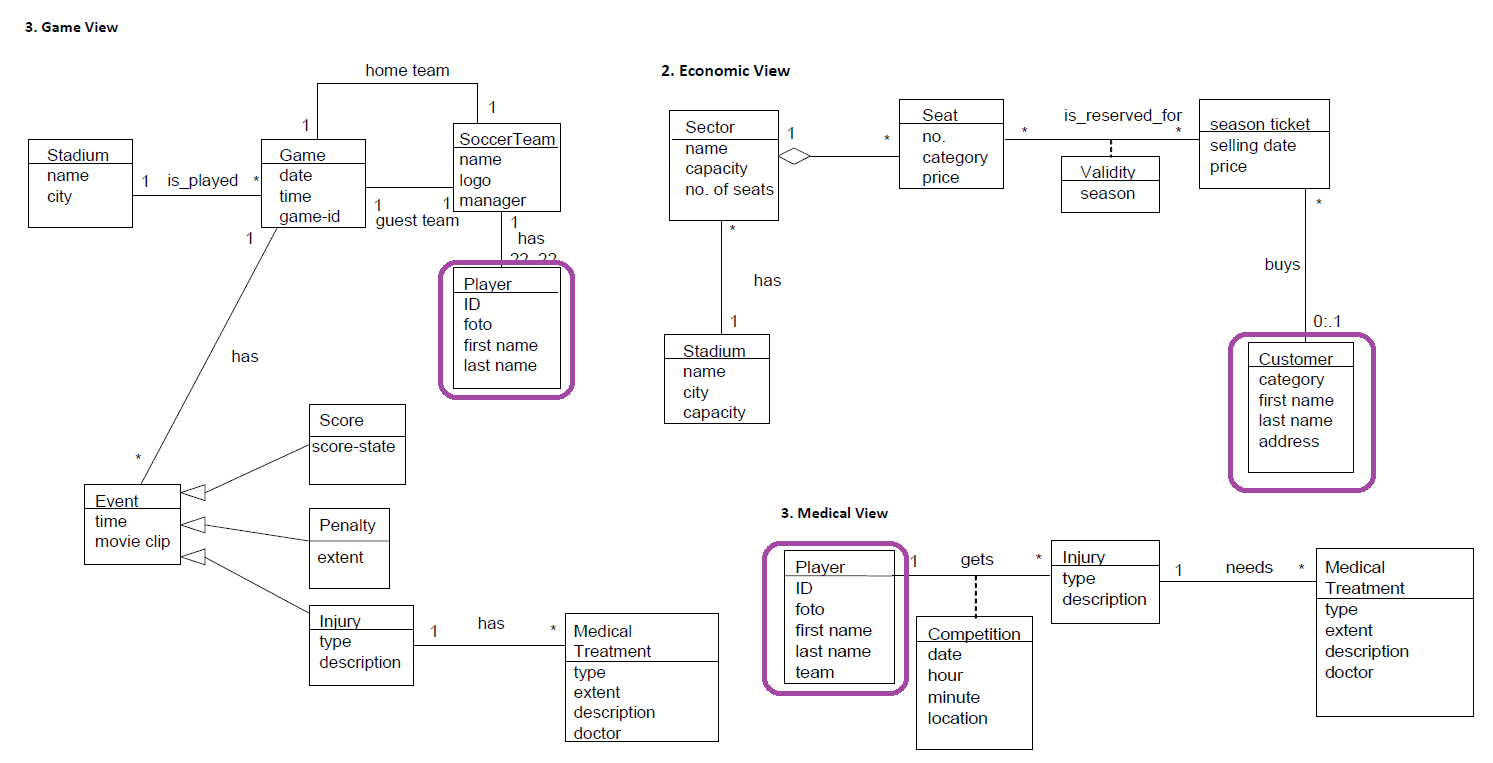 3. Game View
home team
1
1
Stadium
name
city
1 is_played *
Game
date
time
game-id
SoccerTeam
name
logo
manager
1
1
guest team
1
has
22..22
Player
ID
foto
first name
last name
1
has
*
Event
time
movie clip
Score
score-state
Penalty
extent
Injury
type
description
1
has
*
Medical
Treatment
type
extent
description
doctor
2. Economic View
Sector
name
capacity
no. of seats
1
*
Seat
no.
category
price
is_reserved_for
*
*
Validity
season
season ticket
selling date
price
*
has
1
Stadium
name
city
capacity
*
buys
0:.1
Customer
category
first name
last name
address
3. Medical View
Player
ID
foto
first name
last name
team
1
gets
*
Competition
date
hour
minute
location
Injury
type
description
1
needs
*
Medical
Treatment
type
extent
description
doctor